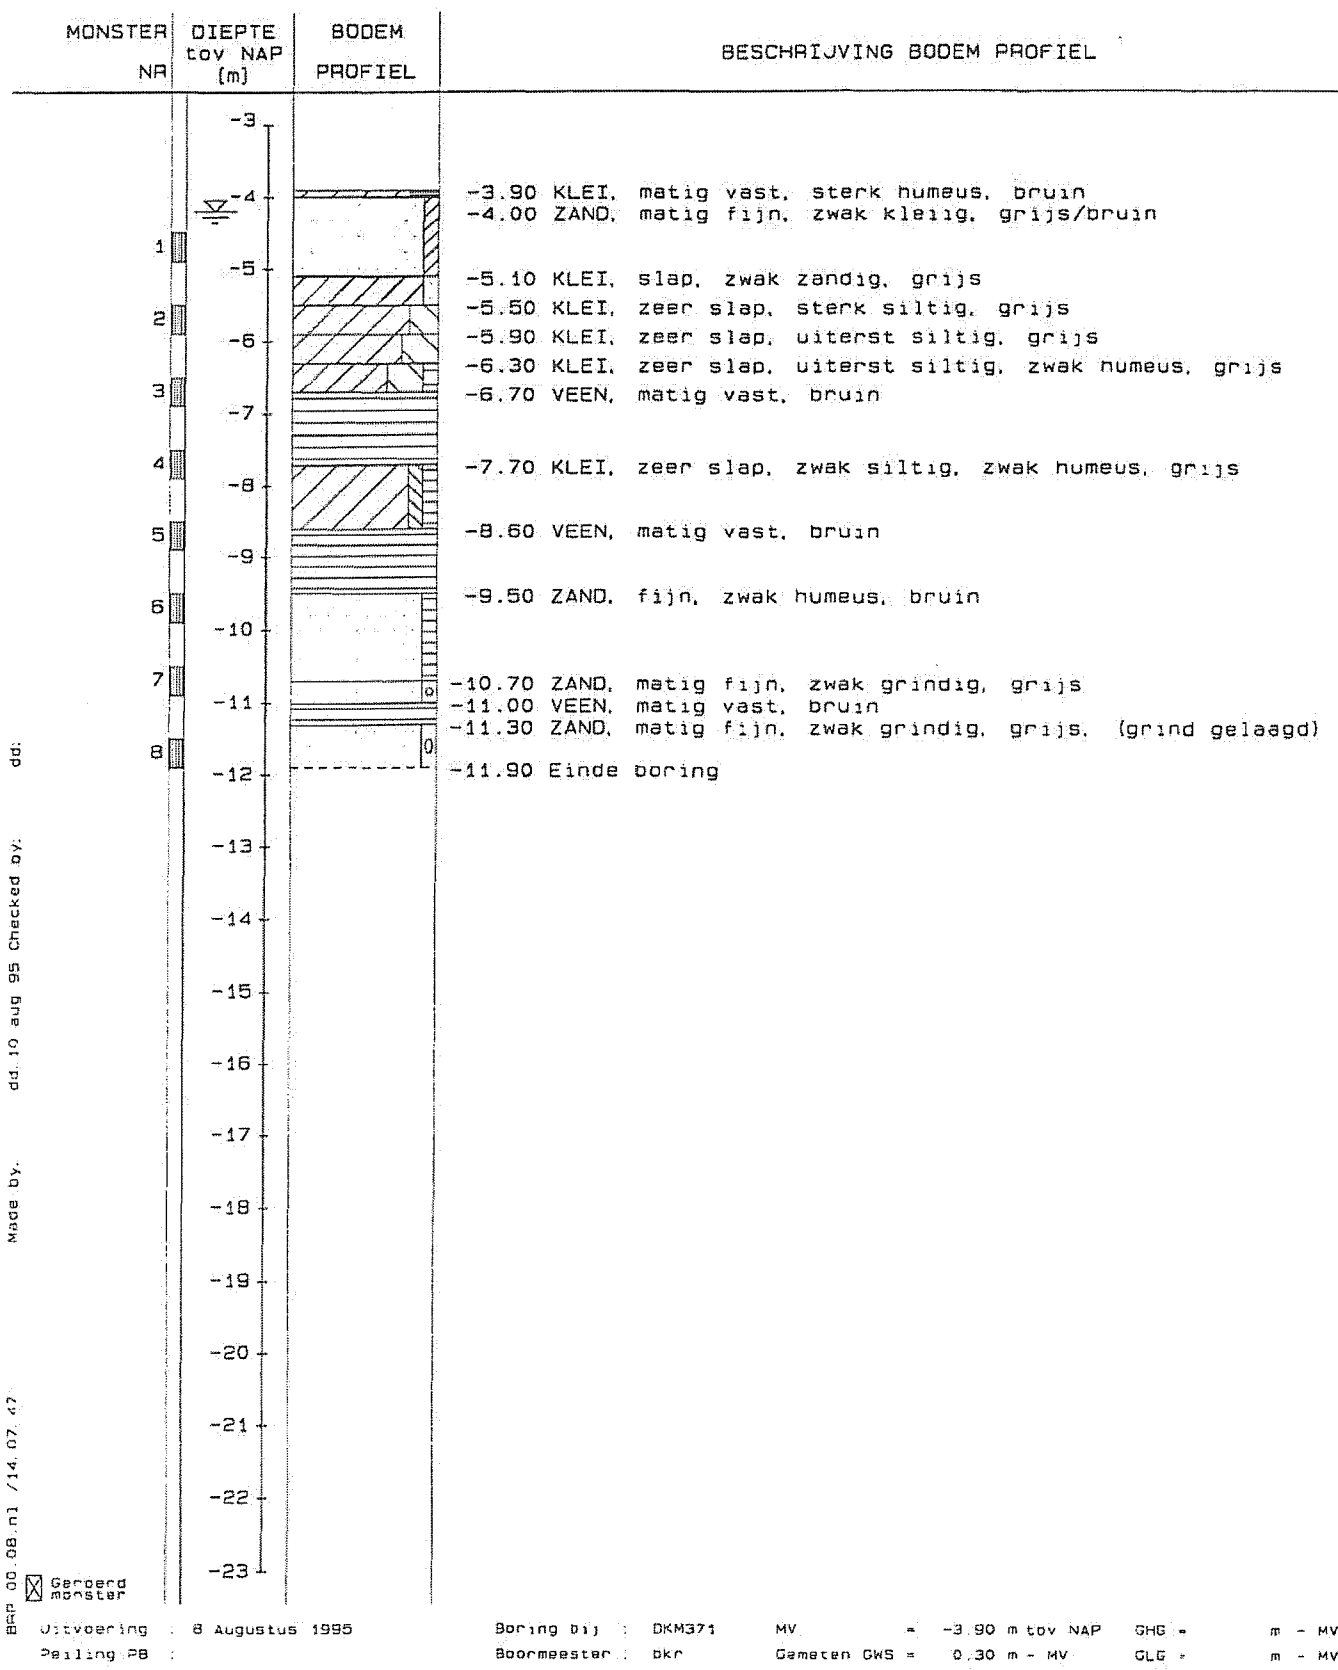 MONSTER NR
DIEPTE tov NAP [m]
BODEM PROFIEL
BESCHRIJVING BODEM PROFIEL
-3
-4
-5
-6
-7
-8
-9
-10
-11
-12
-13
-14
-15
-16
-17
-18
-19
-20
-21
-22
-23
1
2
3
4
5
6
7
8
-3.90 KLEI, matig vast, sterk humeus, bruin
-4.00 ZAND, matig fijn, zwak kleiig, grijs/bruin
-5.10 KLEI, slap, zwak zandig, grijs
-5.50 KLEI, zeer slap, sterk siltig, grijs
-5.90 KLEI, zeer slap, uiterst siltig, grijs
-6.30 KLEI, zeer slap, uiterst siltig, zwak humeus, grijs
-6.70 VEEN, matig vast, bruin
-7.70 KLEI, zeer slap, zwak siltig, zwak humeus, grijs
-8.60 VEEN, matig vast, bruin
-9.50 ZAND, fijn, zwak humeus, bruin
-10.70 ZAND, matig fijn, zwak grindig, grijs
-11.00 VEEN, matig vast, bruin
-11.30 ZAND, matig fijn, zwak grindig, grijs, (grind gelaagd)
-11.90 Einde boring
BRP 00.08.nl /14.07.47 Made by. dd.10 aug 95 Checked by: dd:
Geroerd
monster
Uitvoering : 8 Augustus 1995 Boring bij : DKM371 MV = -3.90 m tov NAP GHG = m - MV
Peiling PB : Boormeester : bkr Gemeten GWS = 0.30 m - MV GLG = m - MV